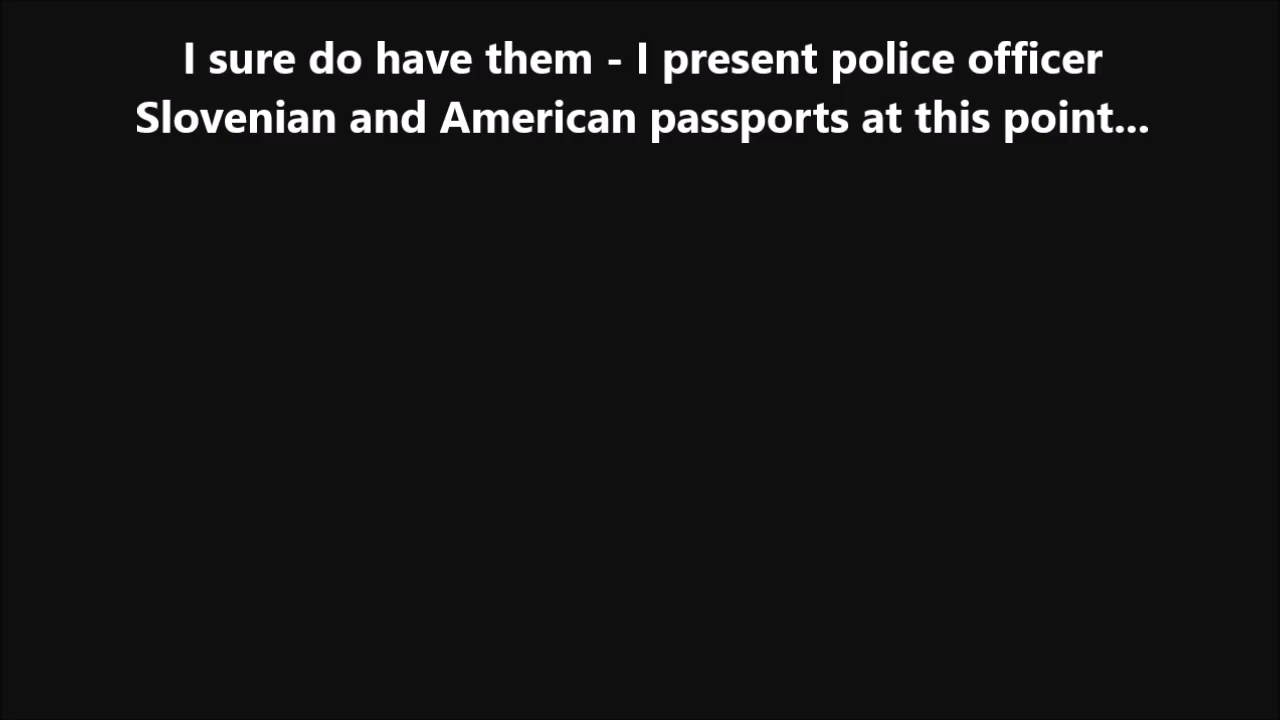 I sure do have them - I present police officer
Slovenian and American passports at this point...